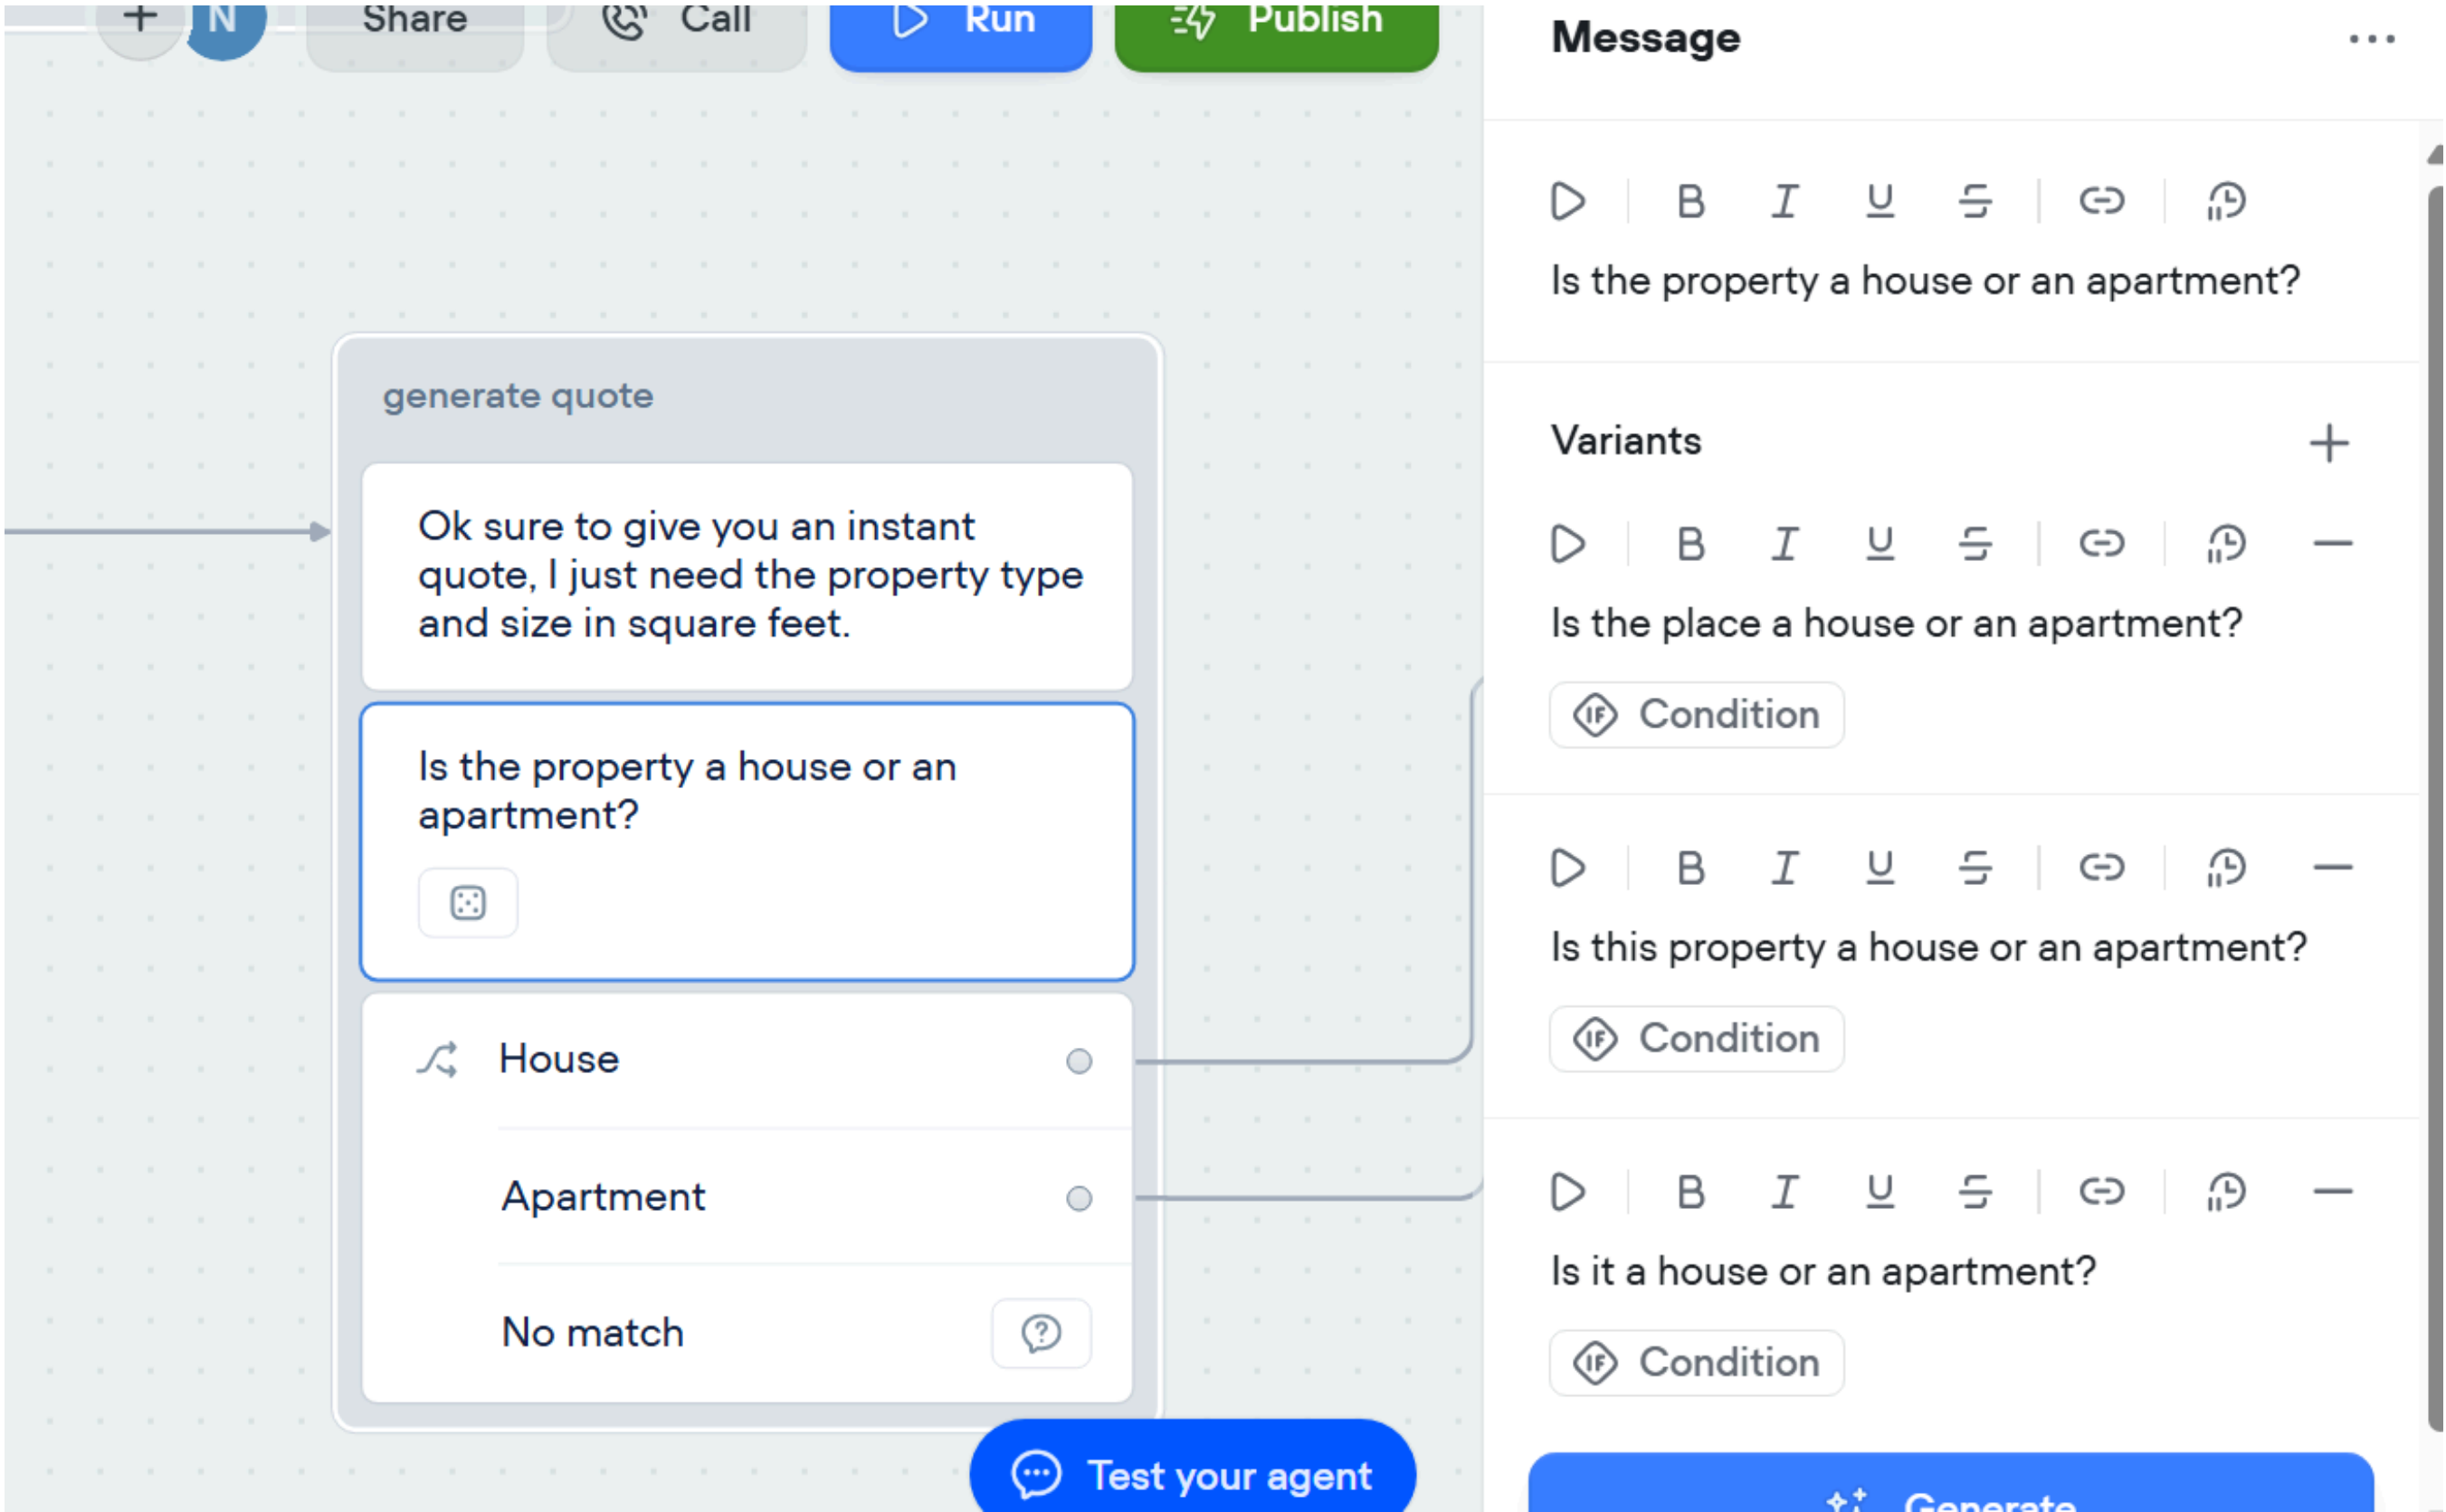 N
Share
Call
Run
Publish
generate quote
Ok sure to give you an instant
quote, I just need the property type
and size in square feet.
Is the property a house or an
apartment?
House
Apartment
No match
Test your agent
Message
B I U S
Is the property a house or an apartment?
Variants
B I U S
Is the place a house or an apartment?
IF Condition
B I U S
Is this property a house or an apartment?
IF Condition
B I U S
Is it a house or an apartment?
IF Condition
Generate